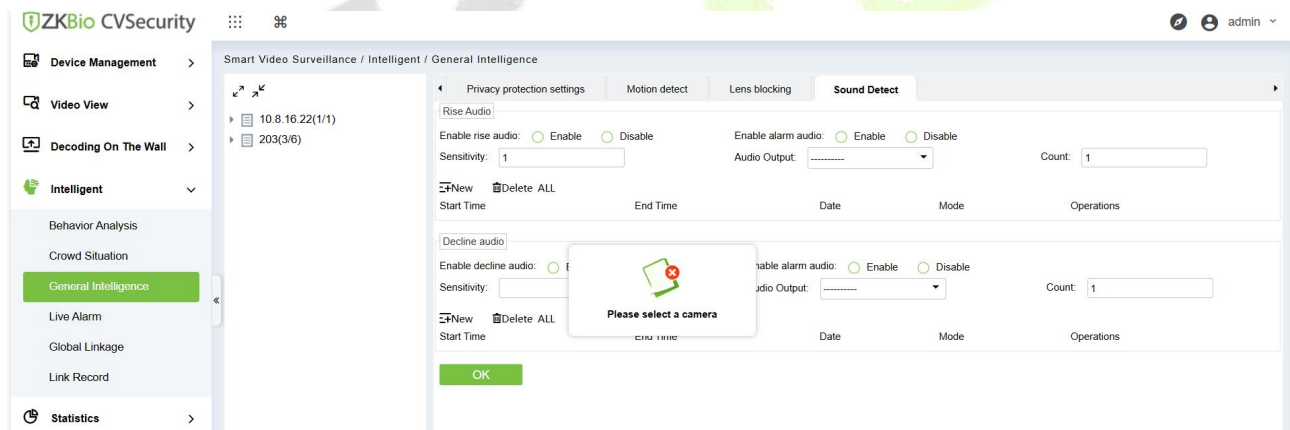 ZKBio CVSecurity
admin
Device Management
Video View
Decoding On The Wall
Intelligent
Behavior Analysis
Crowd Situation
General Intelligence
Live Alarm
Global Linkage
Link Record
Statistics
Smart Video Surveillance / Intelligent / General Intelligence
10.8.16.22(1/1)
203(3/6)
Privacy protection settings Motion detect Lens blocking Sound Detect
Rise Audio
Enable rise audio: Enable Disable Enable alarm audio: Enable Disable
Sensitivity: 1 Audio Output: ---------- Count: 1
New Delete ALL
Start Time End Time Date Mode Operations
Decline audio
Enable decline audio: nable alarm audio: Enable Disable
Sensitivity: udio Output: ---------- Count: 1
New Delete ALL
Start Time End Time Date Mode Operations
Please select a camera
OK